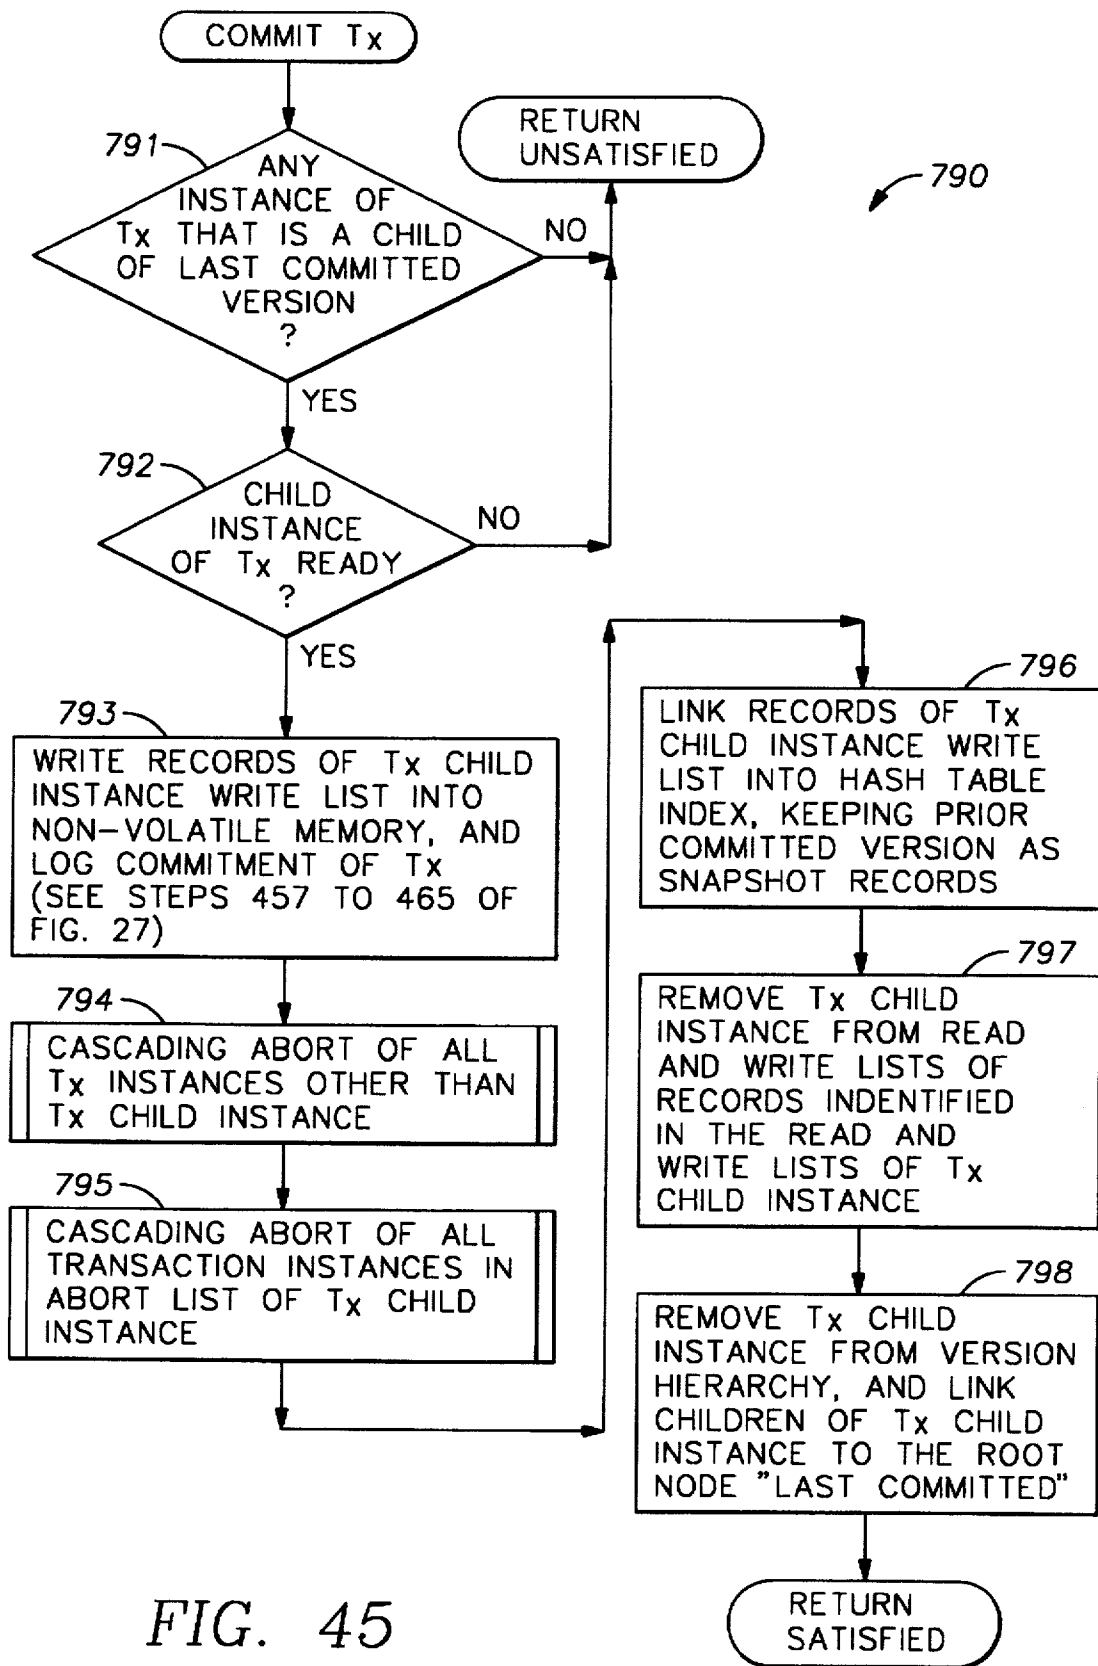 COMMIT Tx
RETURN
UNSATISFIED
790
791
ANY
INSTANCE OF
Tx THAT IS A CHILD
OF LAST COMMITTED
VERSION
?
NO
YES
792
CHILD
INSTANCE
OF Tx READY
?
NO
YES
793
WRITE RECORDS OF Tx CHILD
INSTANCE WRITE LIST INTO
NON-VOLATILE MEMORY, AND
LOG COMMITMENT OF Tx
(SEE STEPS 457 TO 465 OF
FIG. 27)
794
CASCADING ABORT OF ALL
Tx INSTANCES OTHER THAN
Tx CHILD INSTANCE
795
CASCADING ABORT OF ALL
TRANSACTION INSTANCES IN
ABORT LIST OF Tx CHILD
INSTANCE
796
LINK RECORDS OF Tx
CHILD INSTANCE WRITE
LIST INTO HASH TABLE
INDEX, KEEPING PRIOR
COMMITTED VERSION AS
SNAPSHOT RECORDS
797
REMOVE Tx CHILD
INSTANCE FROM READ
AND WRITE LISTS OF
RECORDS INDENTIFIED
IN THE READ AND
WRITE LISTS OF Tx
CHILD INSTANCE
798
REMOVE Tx CHILD
INSTANCE FROM VERSION
HIERARCHY, AND LINK
CHILDREN OF Tx CHILD
INSTANCE TO THE ROOT
NODE "LAST COMMITTED"
RETURN
SATISFIED
FIG. 45